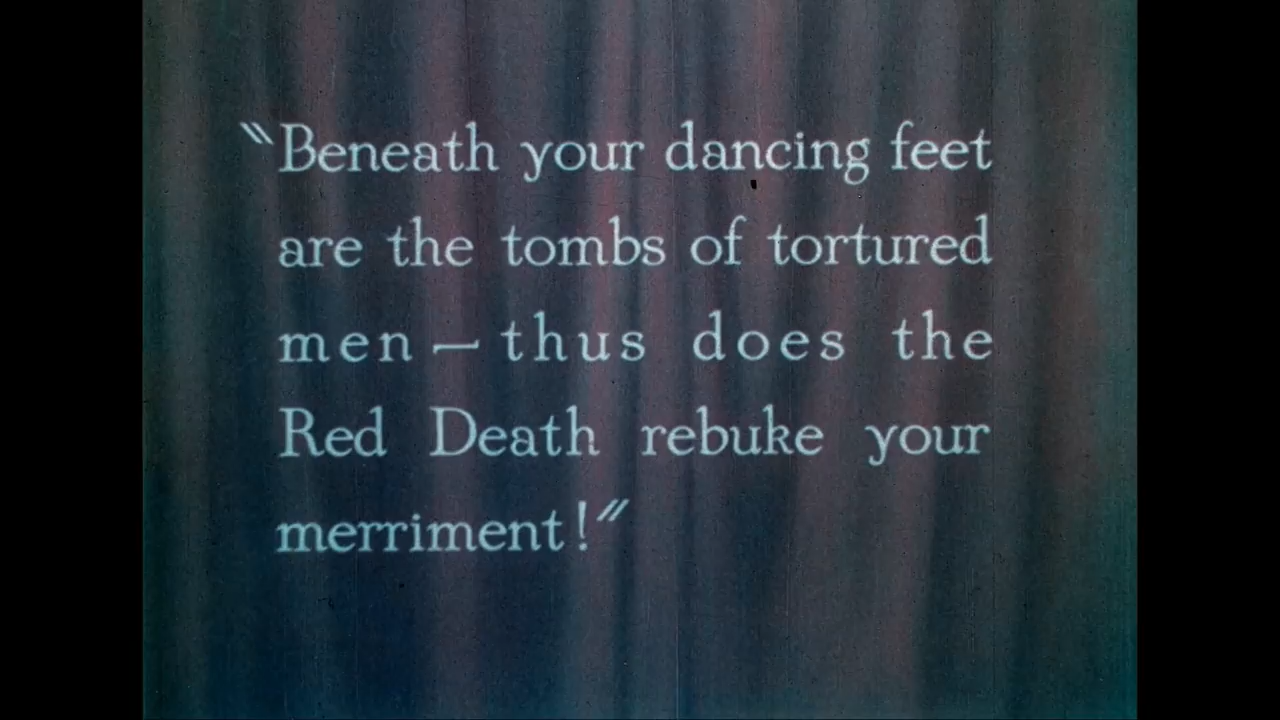 "Beneath your dancing feet
are the tombs of tortured
men — thus does the
Red Death rebuke your
merriment!"